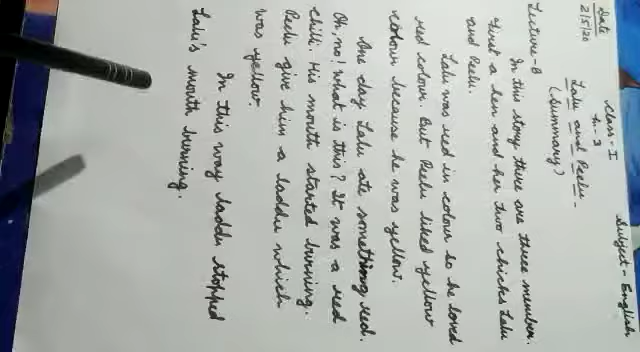 Subject - English
Class - I
Date
2/5/20
L. - 3
Lalu and Peelu -
(Summary)
Lecture - 8
In this story there are three member.
First a hen and her two chicks Lalu
and Peelu.
Lalu was red in colour so he loved
red colour. But Peelu liked yellow
colour because he was yellow.
One day Lalu ate something red.
Oh, no! What is this? It was a red
chilli. His mouth started burning.
Peelu give him a laddu which
was yellow.
In this way laddu stopped
Lalu's mouth burning.